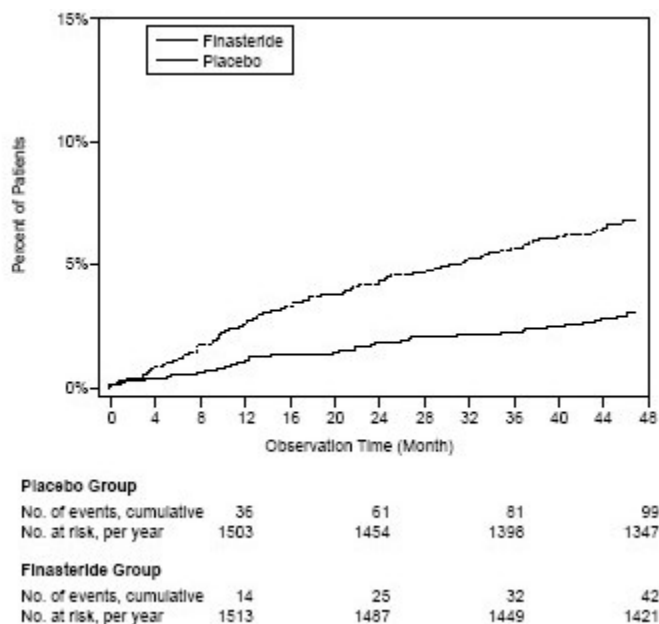 15%
Finasteride
Placebo
10%
Percent of Patients
5%
0%
0 4 8 12 16 20 24 28 32 36 40 44 48
Observation Time (Month)
Placebo Group
No. of events, cumulative 36 61 81 99
No. at risk, per year 1503 1454 1398 1347
Finasteride Group
No. of events, cumulative 14 25 32 42
No. at risk, per year 1513 1487 1449 1421